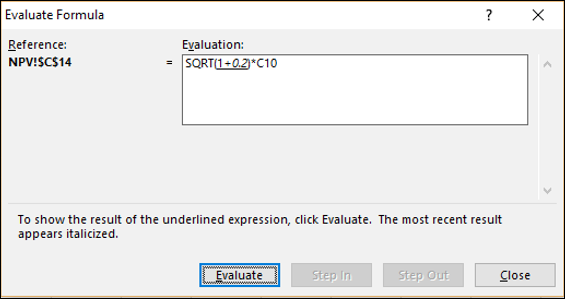 Evaluate Formula
?
Reference:
Evaluation:
NPV!$C$14
=
SQRT(1+0.2)*C10
To show the result of the underlined expression, click Evaluate.  The most recent result
appears italicized.
Evaluate
Step In
Step Out
Close